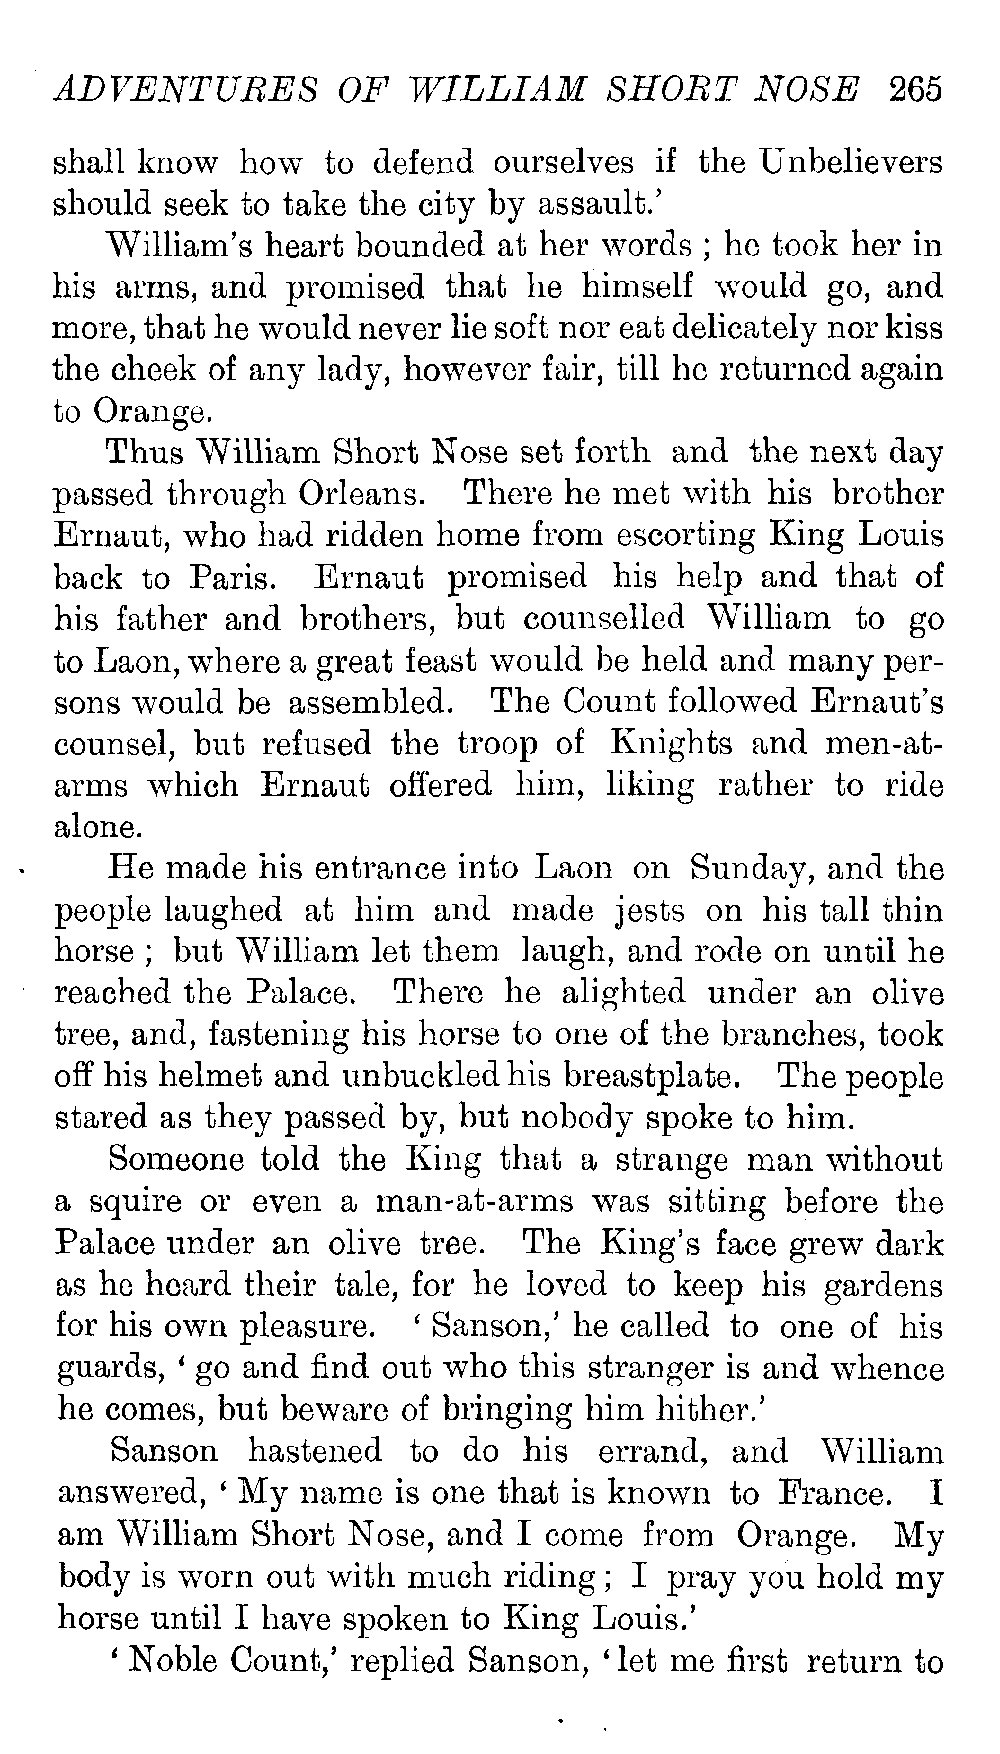 ADVENTURES OF WILLIAM SHORT NOSE 265
shall know how to defend ourselves if the Unbelievers
should seek to take the city by assault.’
William’s heart bounded at her words ; he took her in
his arms, and promised that he himself would go, and
more, that he would never lie soft nor eat delicately nor kiss
the cheek of any lady, however fair, till he returned again
to Orange.
Thus William Short Nose set forth and the next day
passed through Orleans. There he met with his brother
Ernaut, who had ridden home from escorting King Louis
back to Paris. Ernaut promised his help and that of
his father and brothers, but counselled William to go
to Laon, where a great feast would be held and many per-
sons would be assembled. The Count followed Ernaut’s
counsel, but refused the troop of Knights and men-at-
arms which Ernaut offered him, liking rather to ride
alone.
He made his entrance into Laon on Sunday, and the
people laughed at him and made jests on his tall thin
horse ; but William let them laugh, and rode on until he
reached the Palace. There he alighted under an olive
tree, and, fastening his horse to one of the branches, took
off his helmet and unbuckled his breastplate. The people
stared as they passed by, but nobody spoke to him.
Someone told the King that a strange man without
a squire or even a man-at-arms was sitting before the
Palace under an olive tree. The King’s face grew dark
as he heard their tale, for he loved to keep his gardens
for his own pleasure. ‘ Sanson,’ he called to one of his
guards, ‘ go and find out who this stranger is and whence
he comes, but beware of bringing him hither.’
Sanson hastened to do his errand, and William
answered, ‘ My name is one that is known to France. I
am William Short Nose, and I come from Orange. My
body is worn out with much riding ; I pray you hold my
horse until I have spoken to King Louis.’
‘ Noble Count,’ replied Sanson, ‘ let me first return to